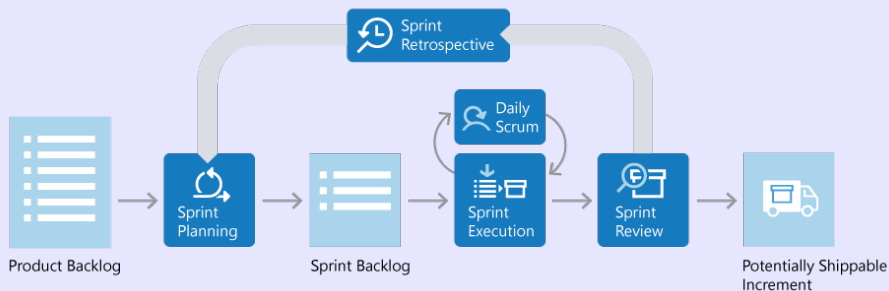 Sprint
Retrospective
Daily
Scrum
Sprint
Planning
Sprint
Execution
Sprint
Review
Product Backlog
Sprint Backlog
Potentially Shippable
Increment